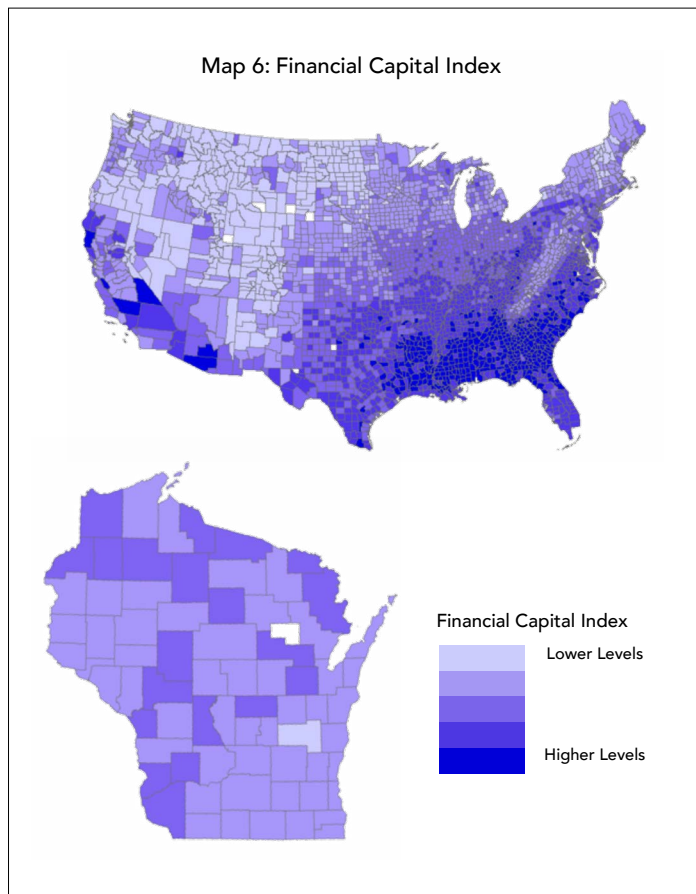 Map 6: Financial Capital Index
Financial Capital Index
Lower Levels
Higher Levels